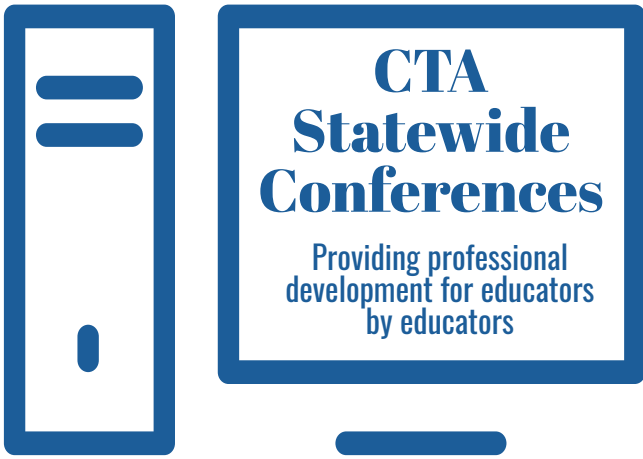 CTA
Statewide
Conferences
Providing professional
development for educators
by educators